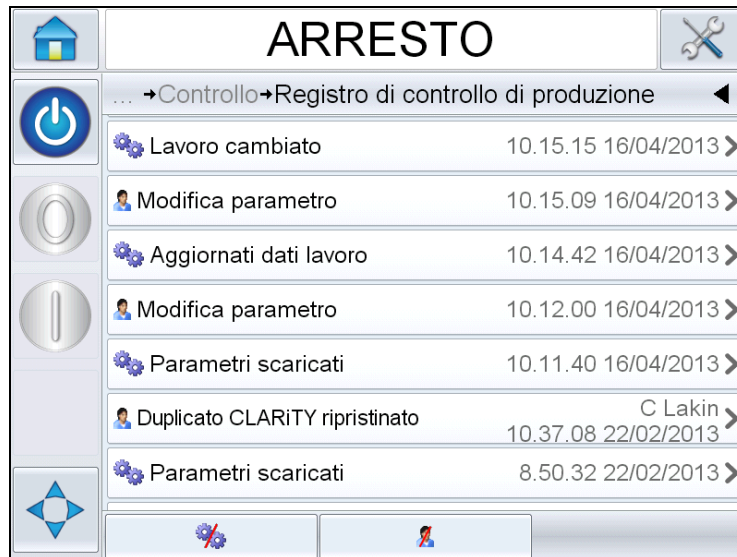 ARRESTO
... →Controllo→Registro di controllo di produzione
Lavoro cambiato 10.15.15 16/04/2013
Modifica parametro 10.15.09 16/04/2013
Aggiornati dati lavoro 10.14.42 16/04/2013
Modifica parametro 10.12.00 16/04/2013
Parametri scaricati 10.11.40 16/04/2013
Duplicato CLARiTY ripristinato C Lakin
10.37.08 22/02/2013
Parametri scaricati 8.50.32 22/02/2013